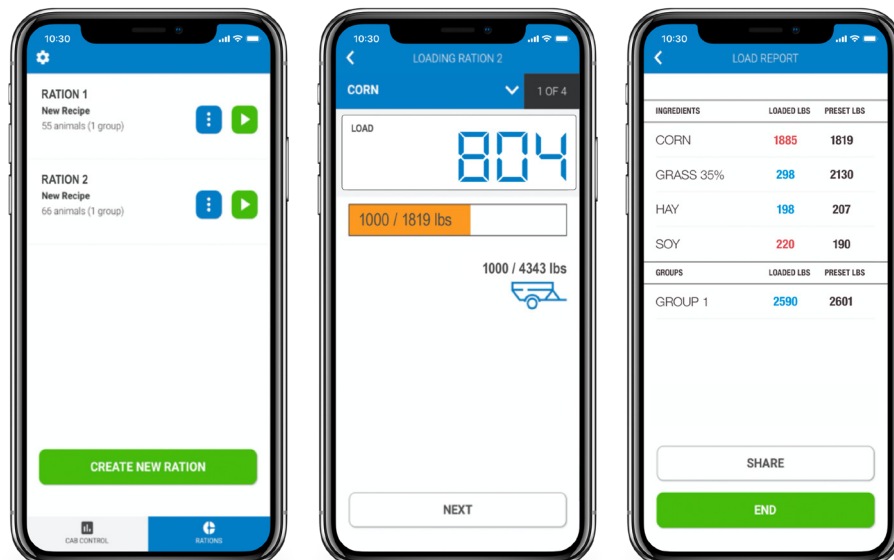 10:30
RATION 1
New Recipe
55 animals (1 group)
RATION 2
New Recipe
66 animals (1 group)
CREATE NEW RATION
CAB CONTROL
RATIONS
10:30
LOADING RATION 2
CORN
1 OF 4
LOAD
804
1000 / 1819 lbs
1000 / 4343 lbs
NEXT
10:30
LOAD REPORT
INGREDIENTS LOADED LBS PRESET LBS
CORN 1885 1819
GRASS 35% 298 2130
HAY 198 207
SOY 220 190
GROUPS LOADED LBS PRESET LBS
GROUP 1 2590 2601
SHARE
END